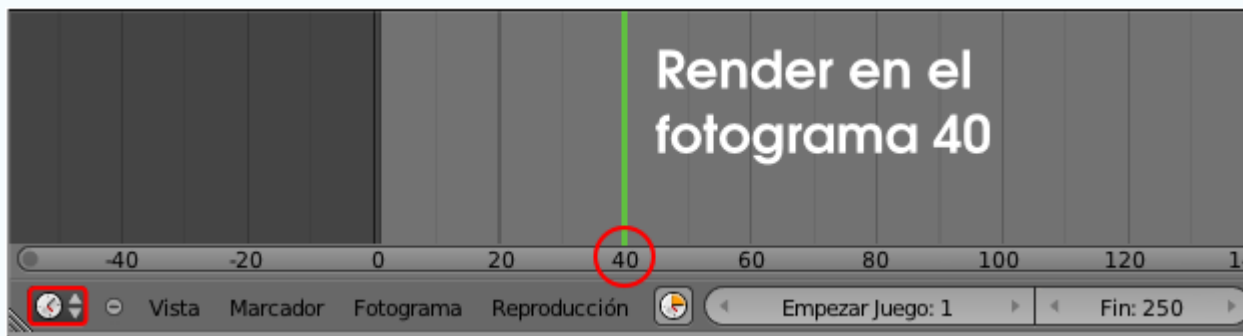 Render en el
fotograma 40
-40 -20 0 20 40 60 80 100 120
Vista Marcador Fotograma Reproducción Empezar Juego: 1 Fin: 250